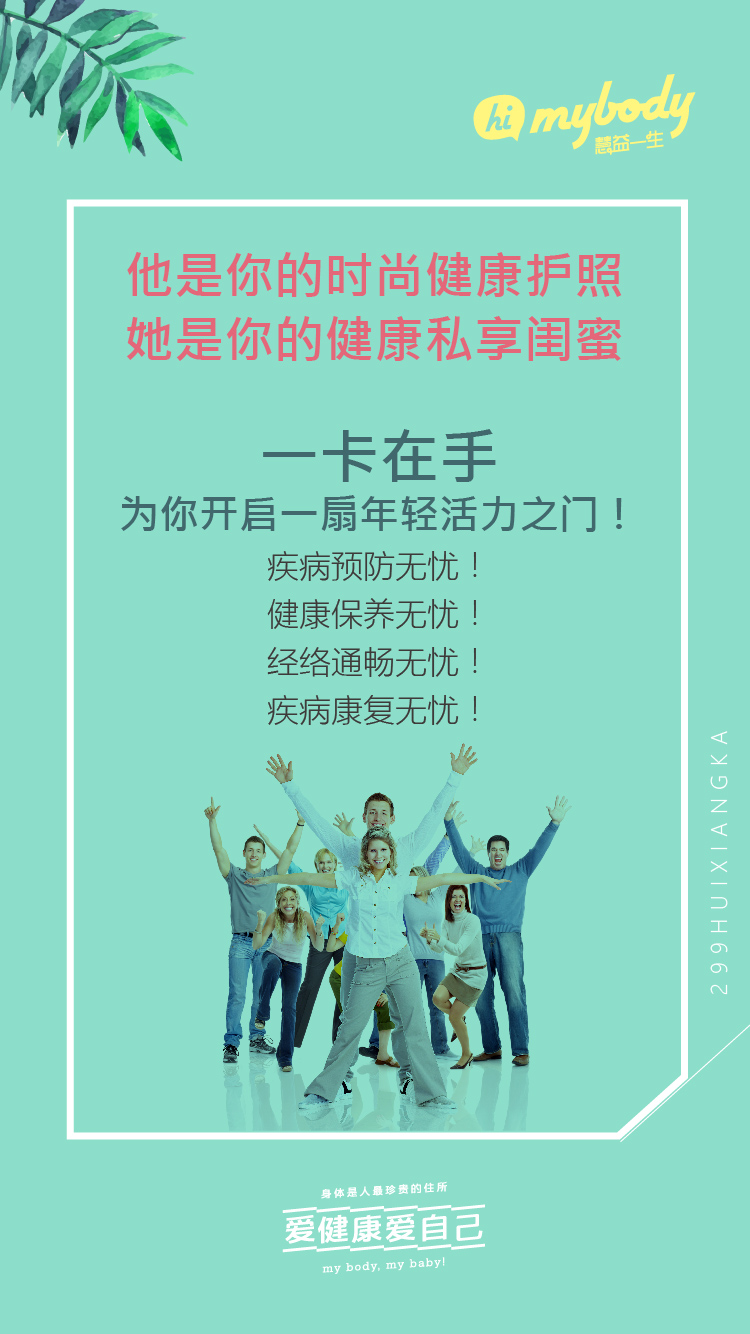 hi mybody
慧益一生
他是你的时尚健康护照
她是你的健康私享闺蜜
一卡在手
为你开启一扇年轻活力之门！
疾病预防无忧！
健康保养无忧！
经络通畅无忧！
疾病康复无忧！
299HUIXIANGKA
身体是人最珍贵的住所
爱健康爱自己
my body, my baby!